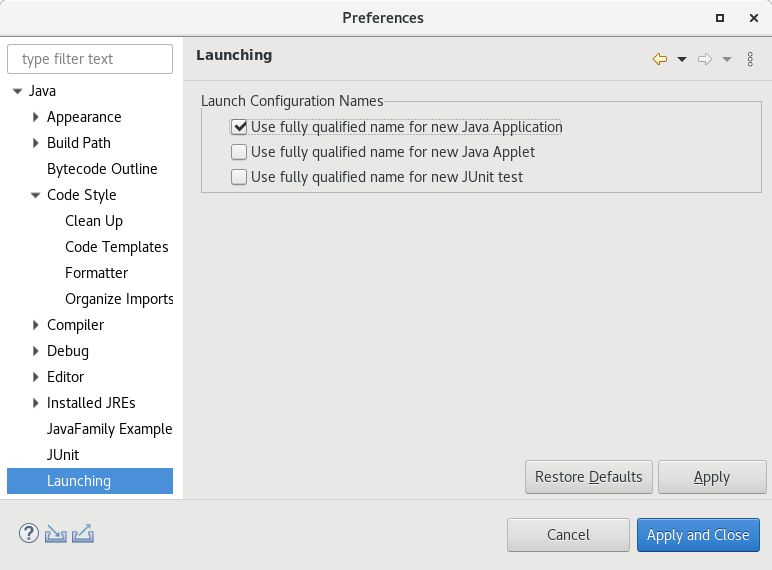 Preferences
type filter text
Java
Appearance
Build Path
Bytecode Outline
Code Style
Clean Up
Code Templates
Formatter
Organize Imports
Compiler
Debug
Editor
Installed JREs
JavaFamily Example
JUnit
Launching
Launching
Launch Configuration Names
Use fully qualified name for new Java Application
Use fully qualified name for new Java Applet
Use fully qualified name for new JUnit test
Restore Defaults
Apply
?
Cancel
Apply and Close